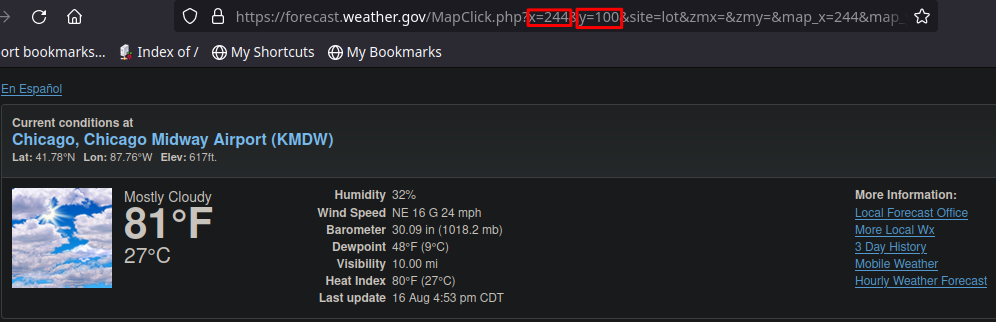 https://forecast.weather.gov/MapClick.php?x=244&y=100&site=lot&zmx=&zmy=&map_x=244&map_
ort bookmarks... Index of / My Shortcuts My Bookmarks
En Español
Current conditions at
Chicago, Chicago Midway Airport (KMDW)
Lat: 41.78°N Lon: 87.76°W Elev: 617ft.
Mostly Cloudy
81°F
27°C
Humidity 32%
Wind Speed NE 16 G 24 mph
Barometer 30.09 in (1018.2 mb)
Dewpoint 48°F (9°C)
Visibility 10.00 mi
Heat Index 80°F (27°C)
Last update 16 Aug 4:53 pm CDT
More Information:
Local Forecast Office
More Local Wx
3 Day History
Mobile Weather
Hourly Weather Forecast